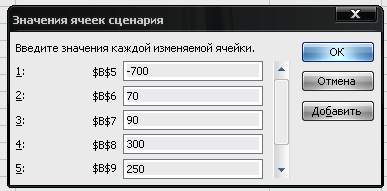 Значения ячеек сценария
Введите значения каждой изменяемой ячейки.
1: $B$5 -700
2: $B$6 70
3: $B$7 90
4: $B$8 300
5: $B$9 250
ОК
Отмена
Добавить